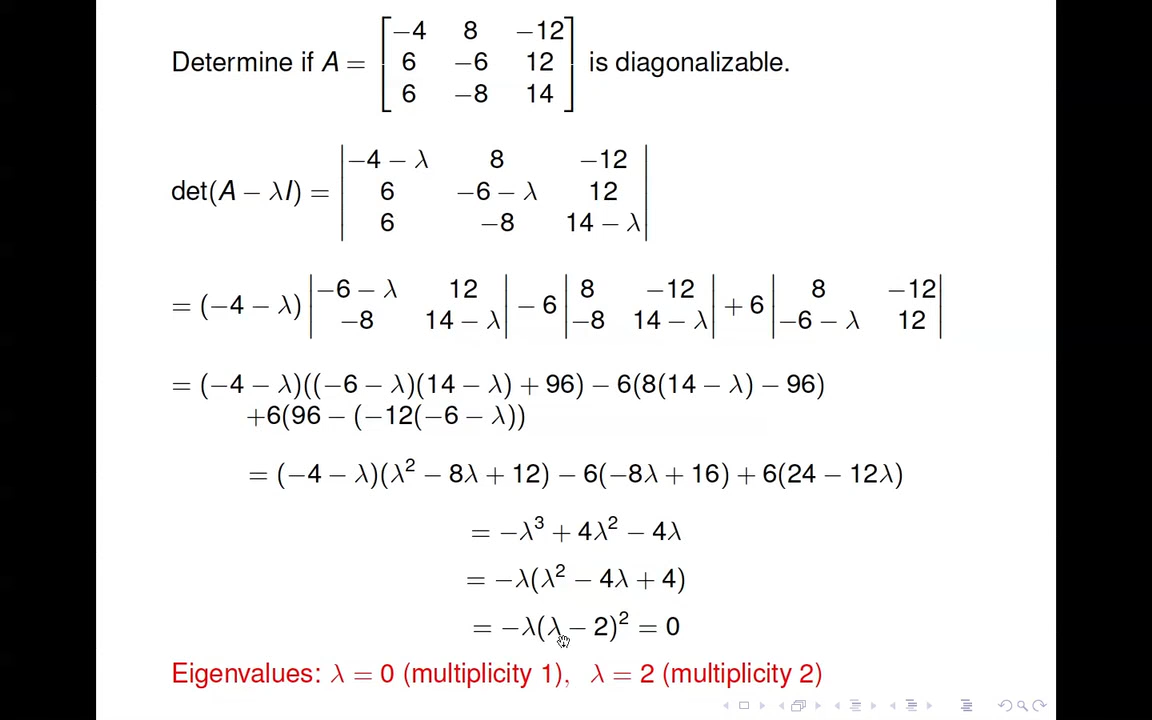 Determine if A = [−4 8 −12; 6 −6 12; 6 −8 14] is diagonalizable.
det(A − λI) = |−4 − λ 8 −12; 6 −6 − λ 12; 6 −8 14 − λ|
= (−4 − λ) |−6 − λ 12; −8 14 − λ| − 6 |8 −12; −8 14 − λ| + 6 |8 −12; −6 − λ 12|
= (−4 − λ)((−6 − λ)(14 − λ) + 96) − 6(8(14 − λ) − 96)
+6(96 − (−12(−6 − λ))
= (−4 − λ)(λ² − 8λ + 12) − 6(−8λ + 16) + 6(24 − 12λ)
= −λ³ + 4λ² − 4λ
= −λ(λ² − 4λ + 4)
= −λ(λ − 2)² = 0
Eigenvalues: λ = 0 (multiplicity 1), λ = 2 (multiplicity 2)